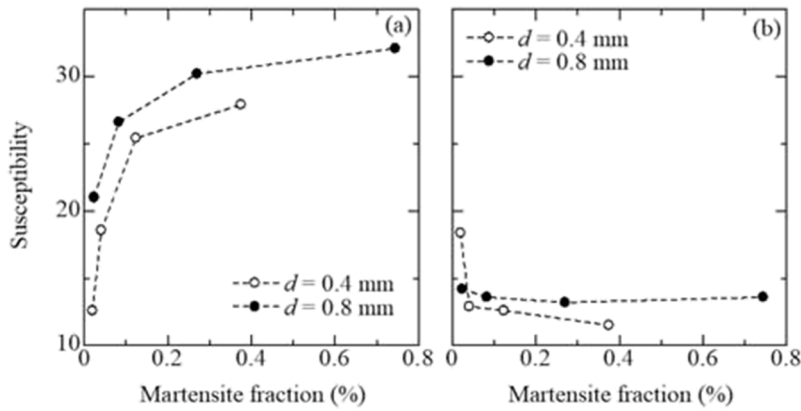 (a)
30
20
10
Susceptibility
d = 0.4 mm
d = 0.8 mm
0 0.2 0.4 0.6 0.8
Martensite fraction (%)
(b)
d = 0.4 mm
d = 0.8 mm
0 0.2 0.4 0.6 0.8
Martensite fraction (%)